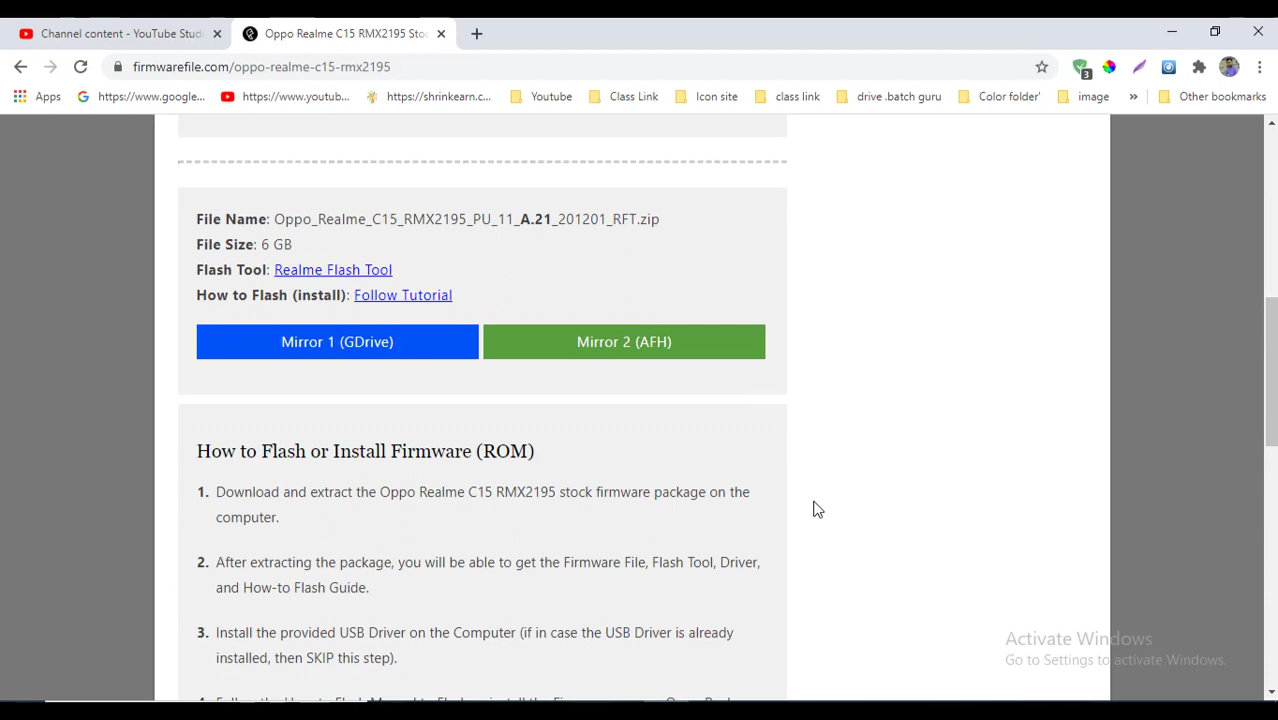 Channel content - YouTube Stud
Oppo Realme C15 RMX2195 Stoc
firmwarefile.com/oppo-realme-c15-rmx2195
3
Apps https://www.google... https://www.youtub... https://shrinkearn.c... Youtube Class Link Icon site class link drive .batch guru Color folder' image » Other bookmarks
File Name: Oppo_Realme_C15_RMX2195_PU_11_A.21_201201_RFT.zip
File Size: 6 GB
Flash Tool: Realme Flash Tool
How to Flash (install): Follow Tutorial
Mirror 1 (GDrive) Mirror 2 (AFH)
How to Flash or Install Firmware (ROM)
1. Download and extract the Oppo Realme C15 RMX2195 stock firmware package on the
computer.
2. After extracting the package, you will be able to get the Firmware File, Flash Tool, Driver,
and How-to Flash Guide.
3. Install the provided USB Driver on the Computer (if in case the USB Driver is already
installed, then SKIP this step).
Activate Windows
Go to Settings to activate Windows.